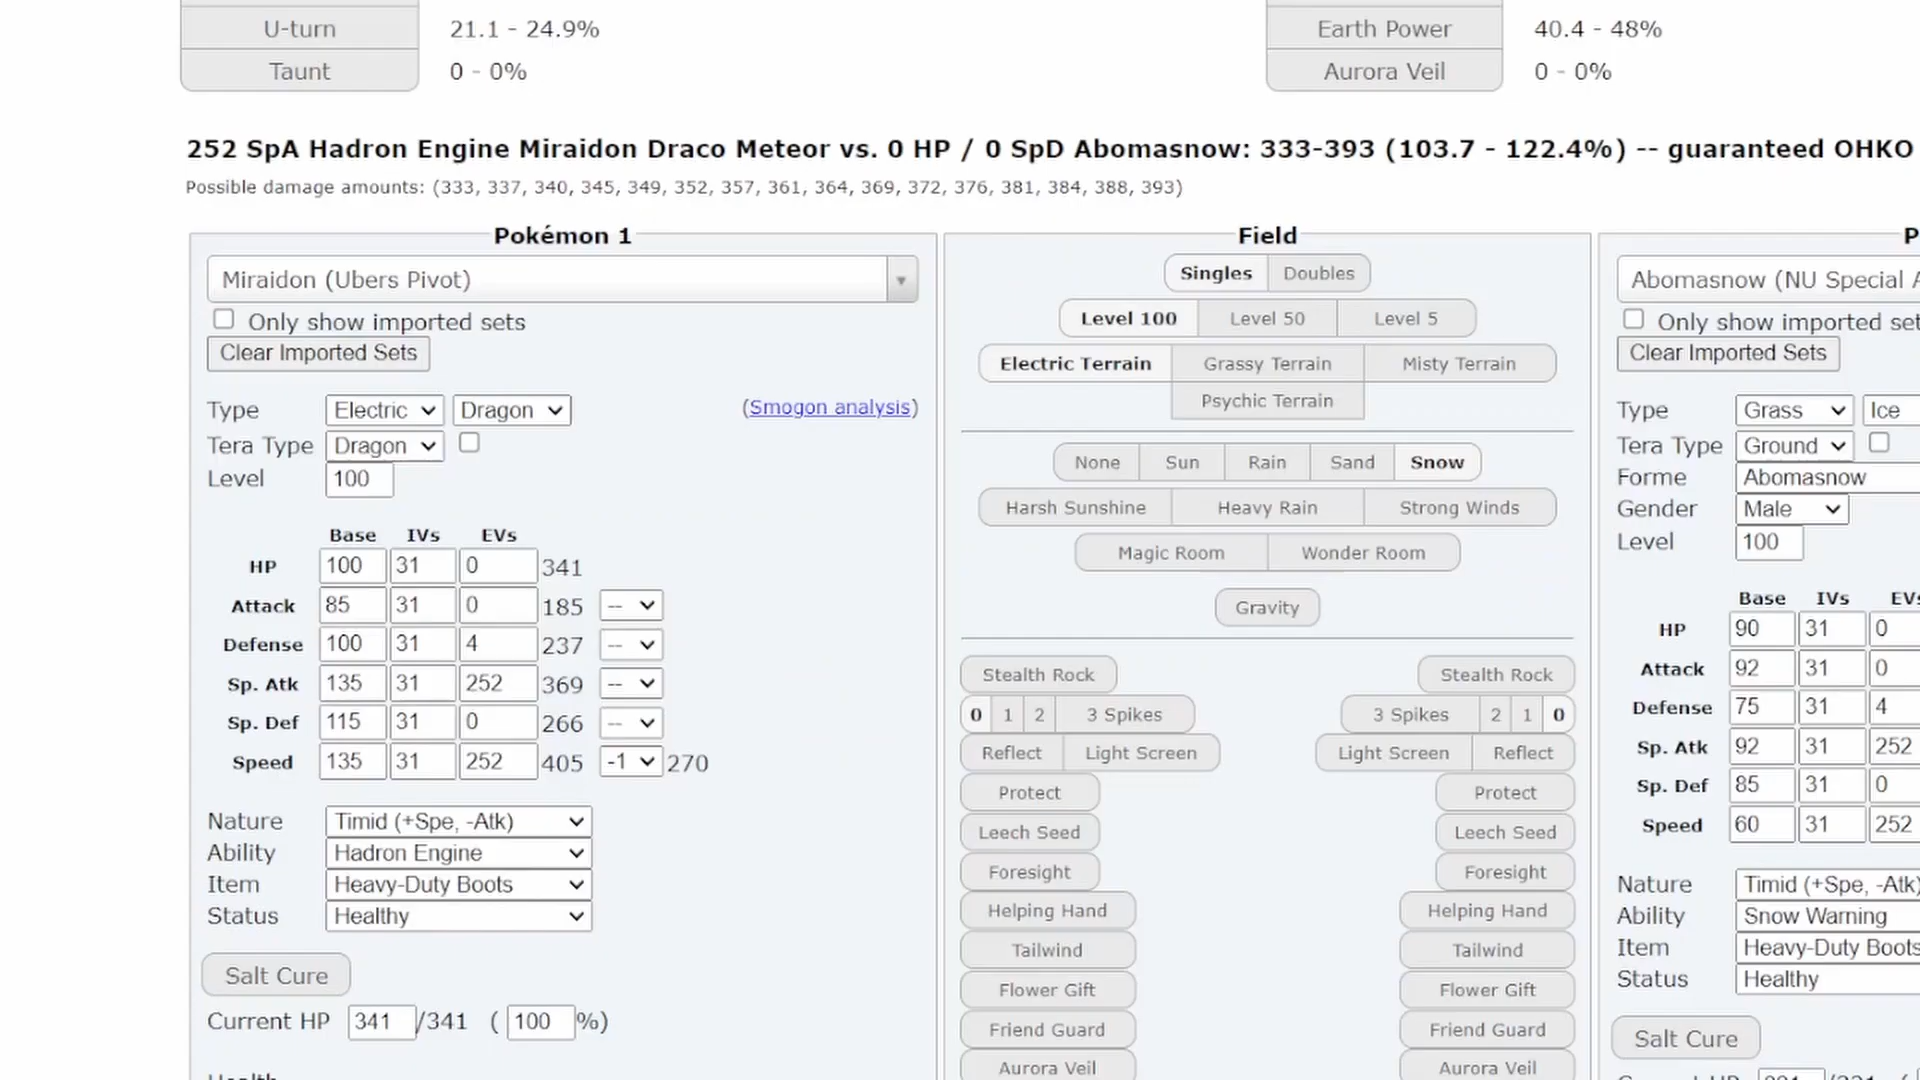 U-turn 21.1 - 24.9% Earth Power 40.4 - 48%
Taunt 0 - 0% Aurora Veil 0 - 0%
252 SpA Hadron Engine Miraidon Draco Meteor vs. 0 HP / 0 SpD Abomasnow: 333-393 (103.7 - 122.4%) -- guaranteed OHKO
Possible damage amounts: (333, 337, 340, 345, 349, 352, 357, 361, 364, 369, 372, 376, 381, 384, 388, 393)
Pokémon 1
Miraidon (Ubers Pivot)
Only show imported sets
Clear Imported Sets
Type Electric Dragon (Smogon analysis)
Tera Type Dragon
Level 100
Base IVs EVs
HP 100 31 0 341
Attack 85 31 0 185 --
Defense 100 31 4 237 --
Sp. Atk 135 31 252 369 --
Sp. Def 115 31 0 266 --
Speed 135 31 252 405 -1 270
Nature Timid (+Spe, -Atk)
Ability Hadron Engine
Item Heavy-Duty Boots
Status Healthy
Salt Cure
Current HP 341/341 (100%)
Field
Singles Doubles
Level 100 Level 50 Level 5
Electric Terrain Grassy Terrain Misty Terrain
Psychic Terrain
None Sun Rain Sand Snow
Harsh Sunshine Heavy Rain Strong Winds
Magic Room Wonder Room
Gravity
Stealth Rock Stealth Rock
0 1 2 3 Spikes 3 Spikes 2 1 0
Reflect Light Screen Light Screen Reflect
Protect Protect
Leech Seed Leech Seed
Foresight Foresight
Helping Hand Helping Hand
Tailwind Tailwind
Flower Gift Flower Gift
Friend Guard Friend Guard
Aurora Veil Aurora Veil
P
Abomasnow (NU Special A
Only show imported set
Clear Imported Sets
Type Grass Ice
Tera Type Ground
Forme Abomasnow
Gender Male
Level 100
Base IVs EVs
HP 90 31 0
Attack 92 31 0
Defense 75 31 4
Sp. Atk 92 31 252
Sp. Def 85 31 0
Speed 60 31 252
Nature Timid (+Spe, -Atk)
Ability Snow Warning
Item Heavy-Duty Boots
Status Healthy
Salt Cure